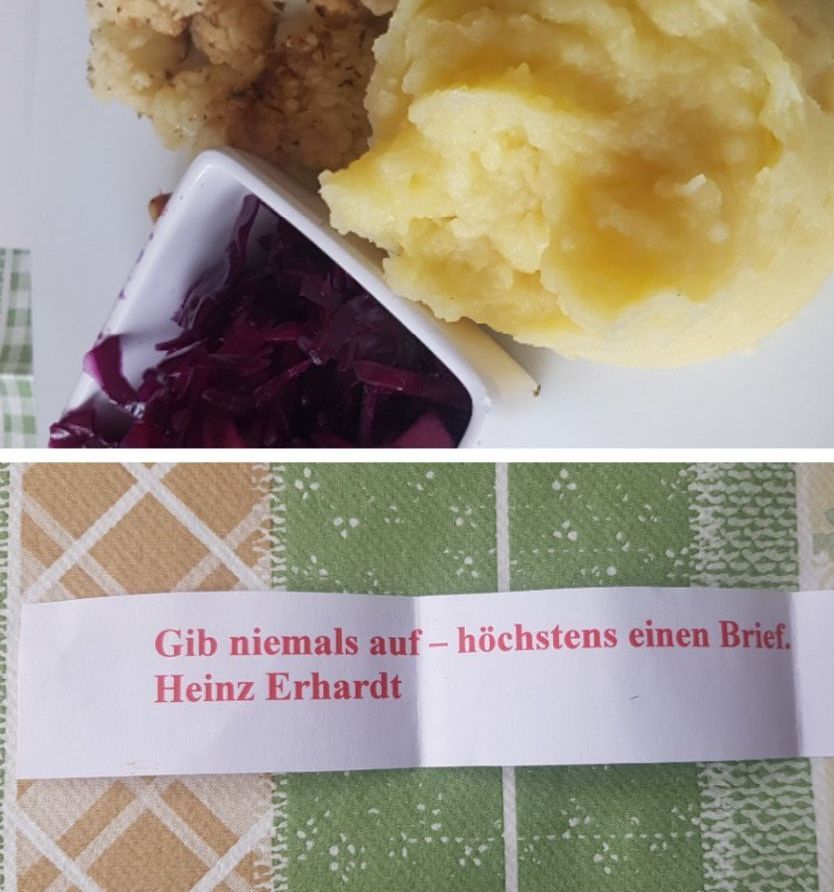 Gib niemals auf – höchstens einen Brief.
Heinz Erhardt